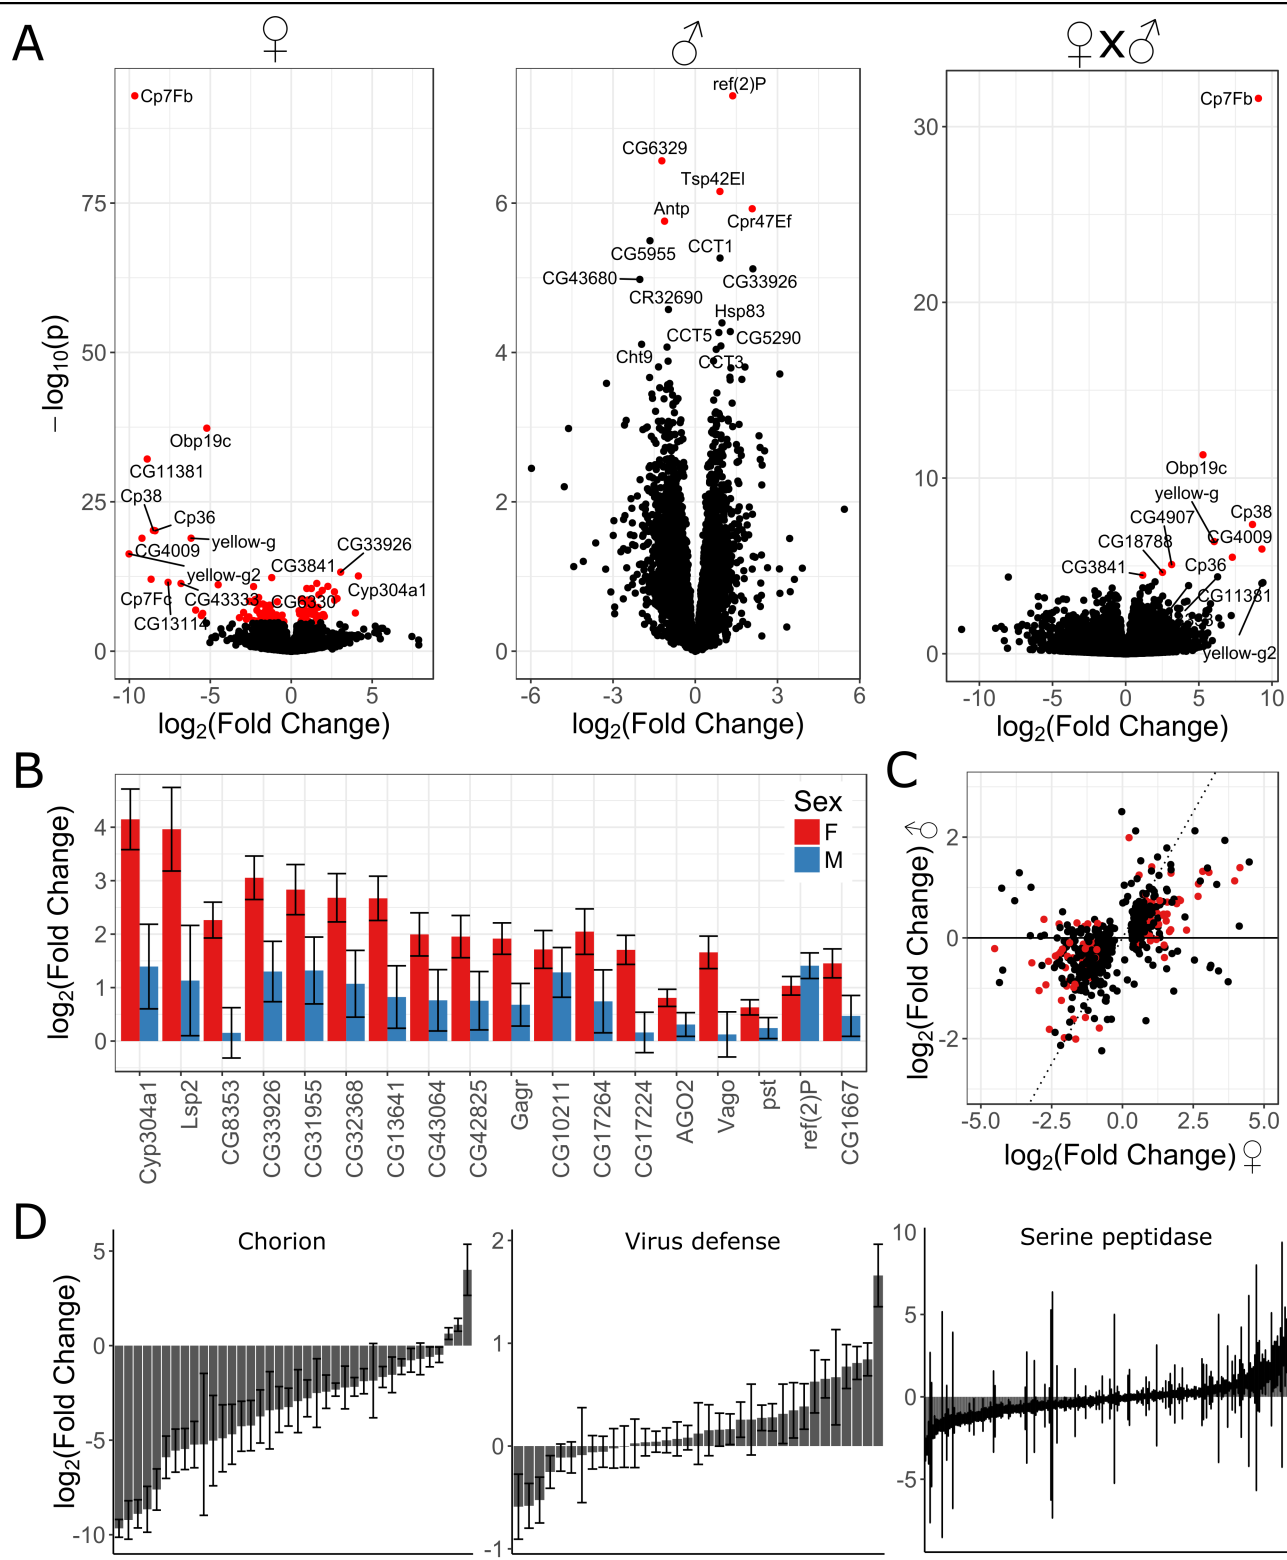 A
♀
♂
♀x♂
−log10(p)
75
50
25
0
-10
-5
0
5
log2(Fold Change)
Cp7Fb
Obp19c
CG11381
Cp38
Cp36
CG4009
yellow-g
yellow-g2
CG3841
CG33926
Cyp304a1
Cp7Fc
CG43333
CG6330
CG13114
6
4
2
0
-6
-3
0
3
6
log2(Fold Change)
ref(2)P
CG6329
Tsp42El
Antp
Cpr47Ef
CG5955
CCT1
CG43680
CG33926
CR32690
Hsp83
CCT5
CG5290
Cht9
CCT3
30
20
10
0
-10
-5
0
5
10
log2(Fold Change)
Cp7Fb
Obp19c
yellow-g
Cp38
CG4907
CG4009
CG18788
CG3841
Cp36
CG11381
yellow-g2
B
log2(Fold Change)
4
3
2
1
0
Sex
F
M
Cyp304a1
Lsp2
CG8353
CG33926
CG31955
CG32368
CG13641
CG43064
CG42825
Gagr
CG10211
CG17264
CG17224
AGO2
Vago
pst
ref(2)P
CG1667
C
log2(Fold Change) ♂
2
0
-2
-5.0
-2.5
0.0
2.5
5.0
log2(Fold Change) ♀
D
log2(Fold Change)
Chorion
5
0
-5
-10
Virus defense
2
1
0
-1
Serine peptidase
10
5
0
-5